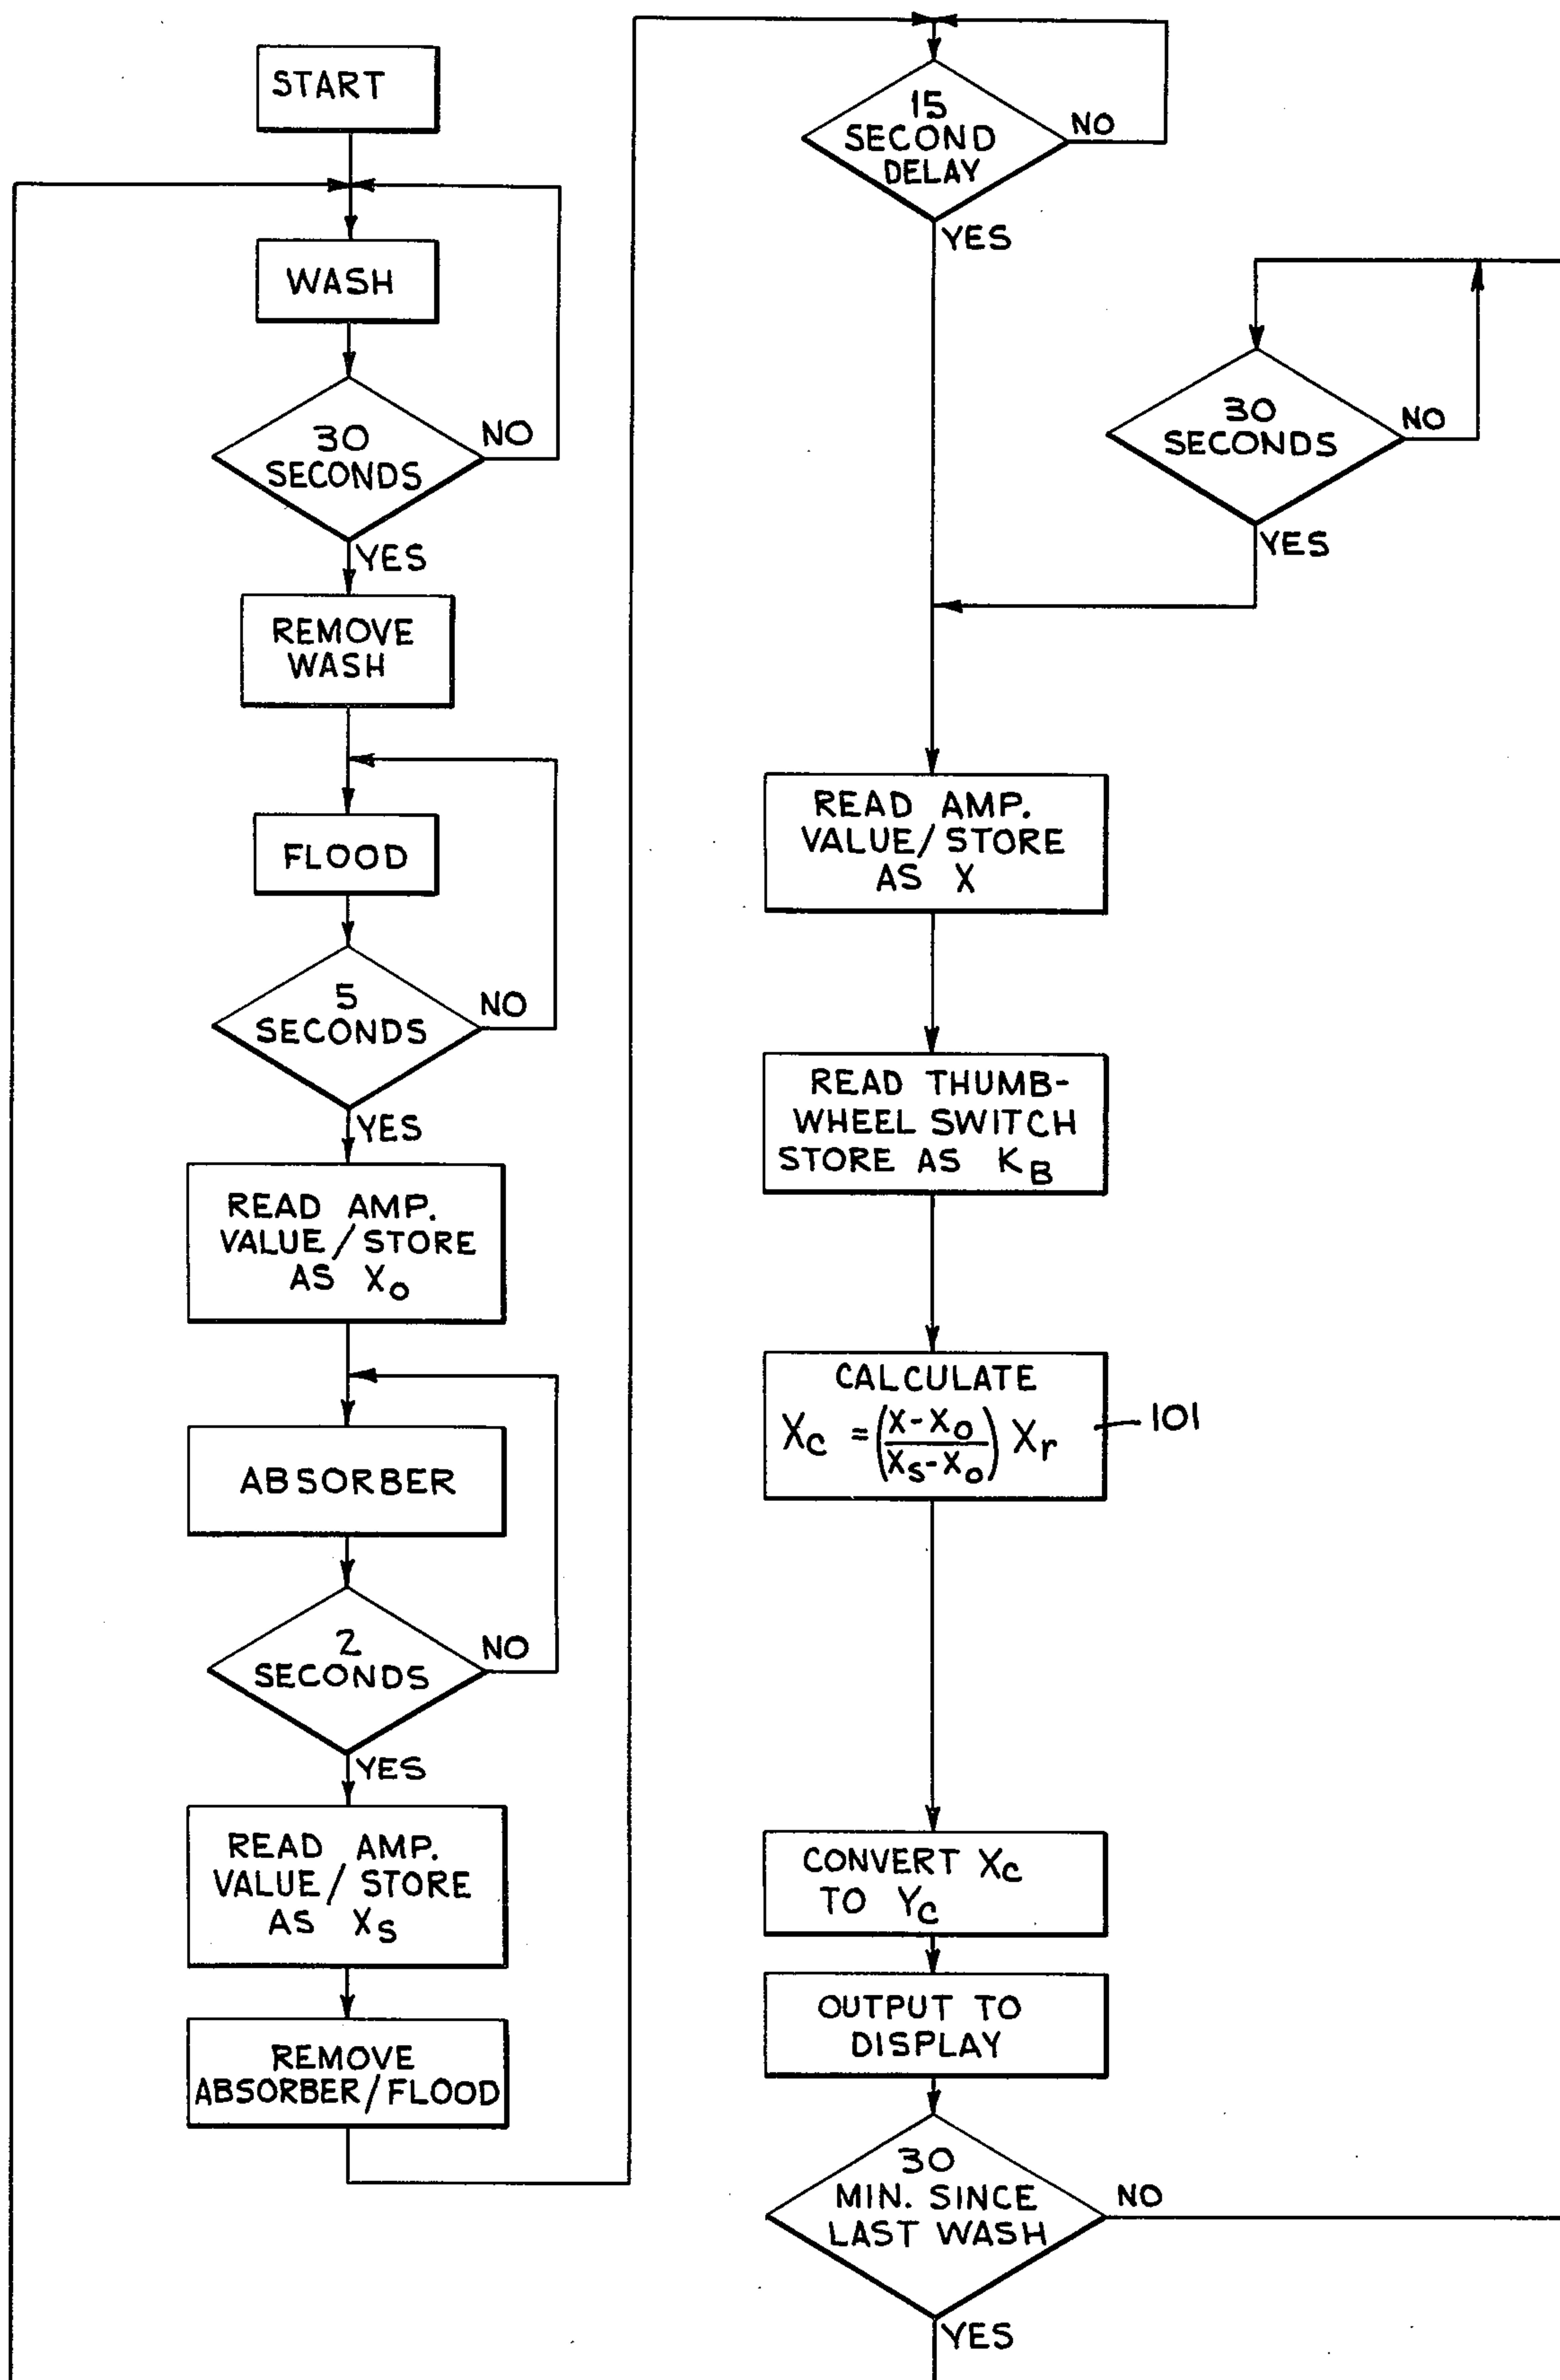 START
WASH
30
SECONDS
NO
YES
REMOVE
WASH
FLOOD
5
SECONDS
NO
YES
READ AMP.
VALUE/STORE
AS X₀
ABSORBER
2
SECONDS
NO
YES
READ AMP.
VALUE/STORE
AS Xs
REMOVE
ABSORBER/FLOOD
15
SECOND
DELAY
NO
YES
30
SECONDS
NO
YES
READ AMP.
VALUE/STORE
AS X
READ THUMB-
WHEEL SWITCH
STORE AS KB
CALCULATE
Xc = (X-X₀ / Xs-X₀) Xr
101
CONVERT Xc
TO Yc
OUTPUT TO
DISPLAY
30
MIN. SINCE
LAST WASH
NO
YES